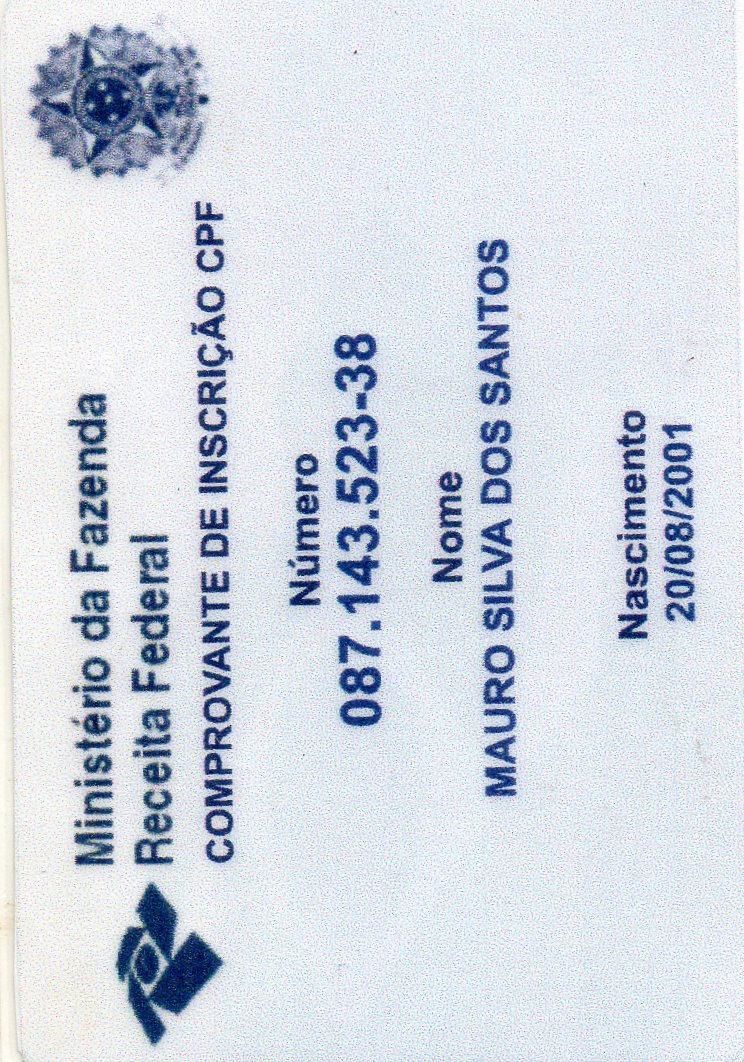 Ministério da Fazenda
Receita Federal
COMPROVANTE DE INSCRIÇÃO CPF
Número
087.143.523-38
Nome
MAURO SILVA DOS SANTOS
Nascimento
20/08/2001